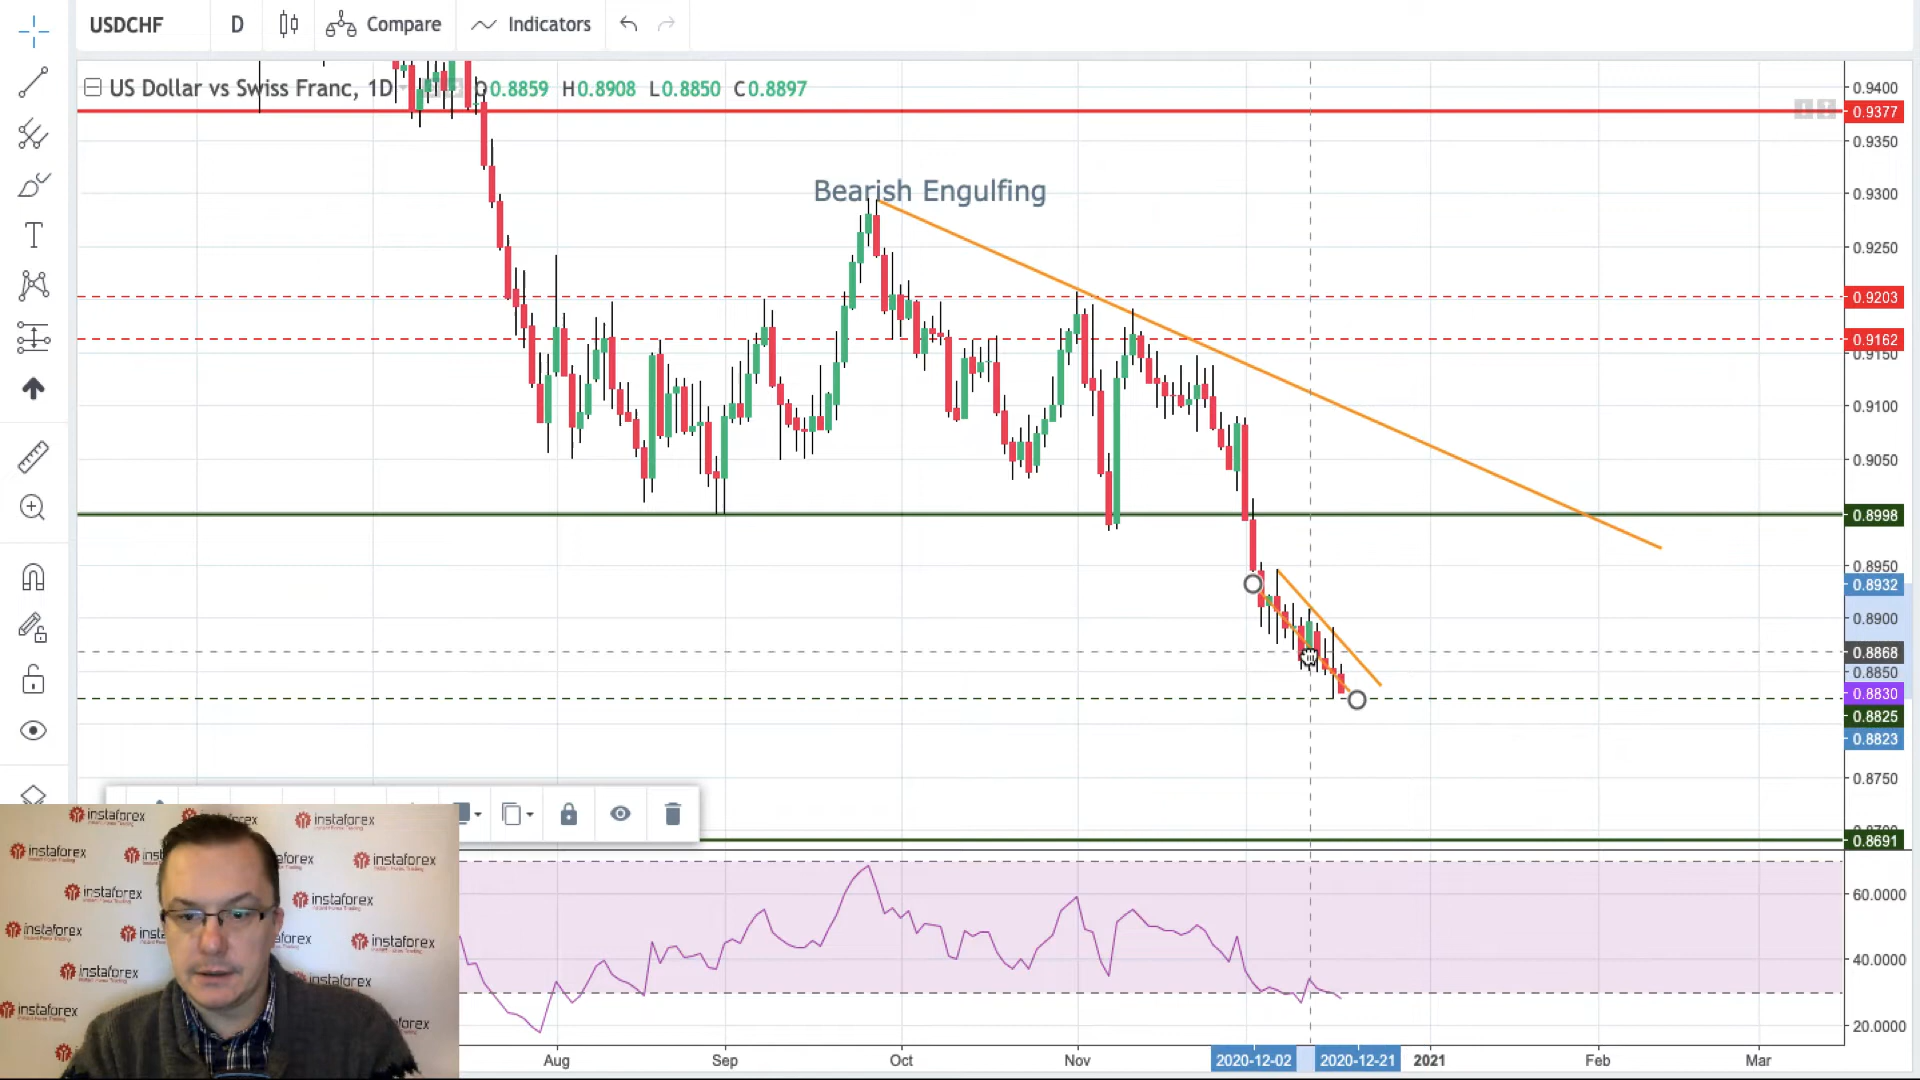 USDCHF
D
Compare
Indicators
US Dollar vs Swiss Franc, 1D
O0.8859 H0.8908 L0.8850 C0.8897
Bearish Engulfing
0.9400
0.9377
0.9350
0.9300
0.9250
0.9203
0.9162
0.9150
0.9100
0.9050
0.8998
0.8950
0.8932
0.8900
0.8868
0.8850
0.8830
0.8825
0.8823
0.8750
0.8691
60.0000
40.0000
20.0000
Aug
Sep
Oct
Nov
2020-12-02
2020-12-21
2021
Feb
Mar
instaforex
instaforex
instaforex
instaforex
instaforex
instaforex
instaforex
instaforex
instaforex
instaforex
instaforex